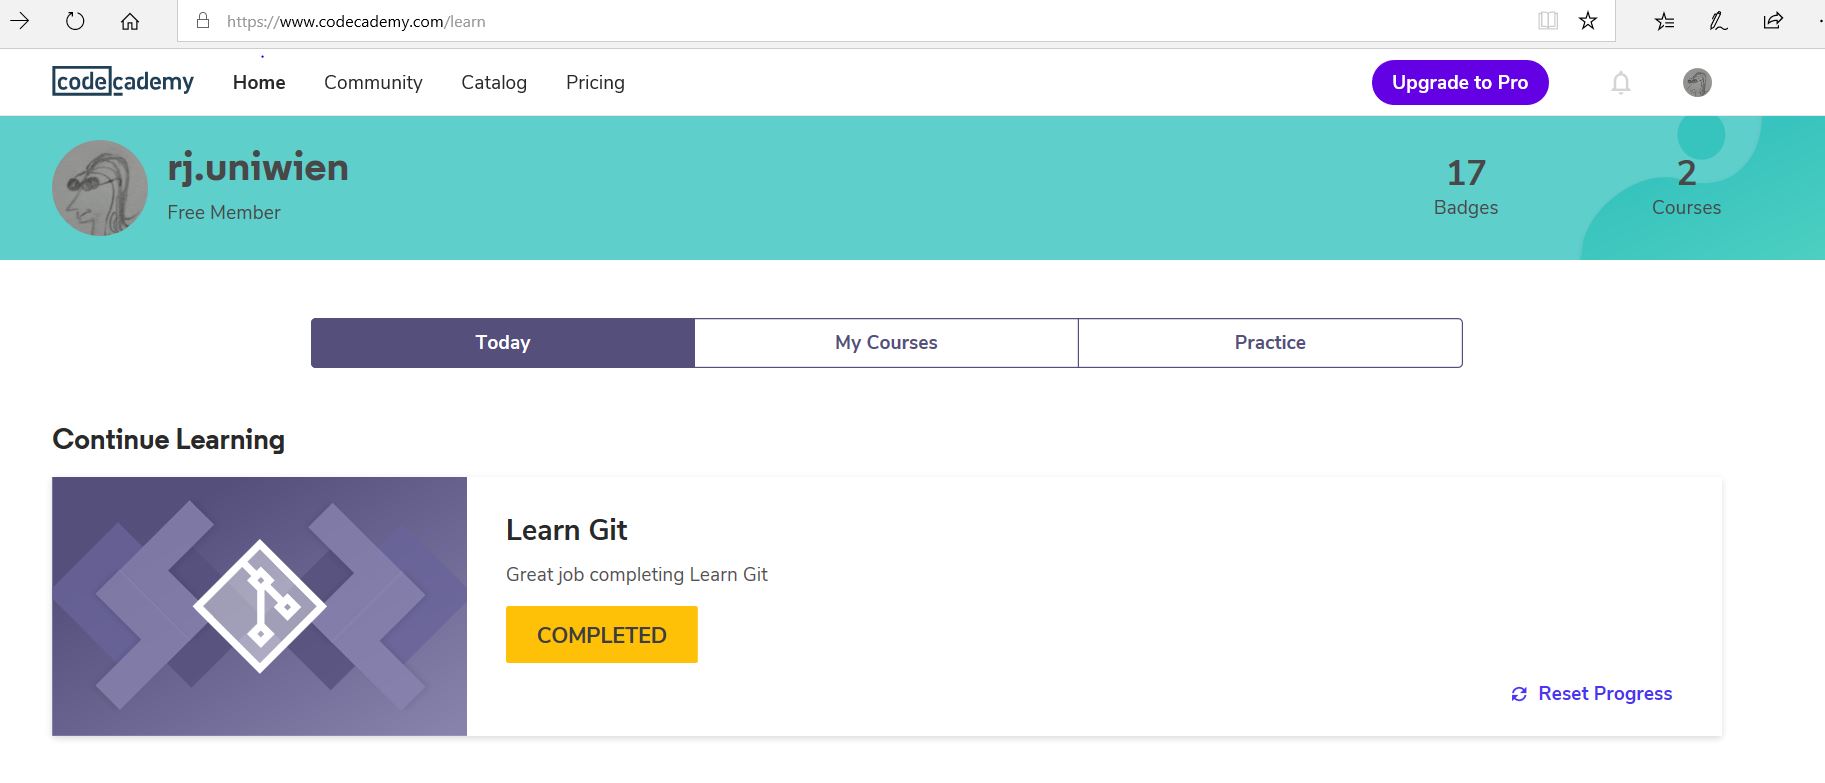 https://www.codecademy.com/learn
codecademy Home Community Catalog Pricing Upgrade to Pro
rj.uniwien
Free Member
17
Badges
2
Courses
Today My Courses Practice
Continue Learning
Learn Git
Great job completing Learn Git
COMPLETED
Reset Progress